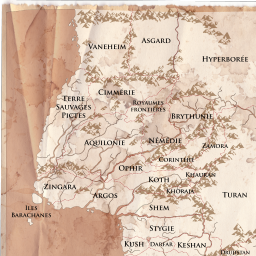 Asgard
Vaneheim
Hyperborée
Cimmérie
Terre
Sauvages
Pictes
Royaumes
frontières
Brythunie
Aquilonie
Némédie
Zamora
Corinthie
Khauran
Ophir
Koth
Zingara
Khoraja
Argos
Turan
Iles
Barachanes
Shem
Stygie
Kush
Darfar
Keshan